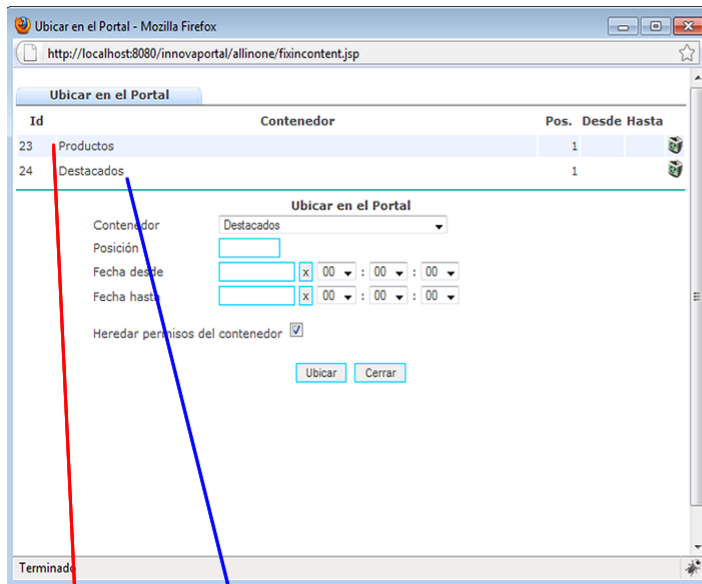 Ubicar en el Portal - Mozilla Firefox
http://localhost:8080/innovaportal/allinone/fixincontent.jsp
Ubicar en el Portal
Id Contenedor Pos. Desde Hasta
23 Productos 1
24 Destacados 1
Ubicar en el Portal
Contenedor Destacados
Posición
Fecha desde x 00 : 00 : 00
Fecha hasta x 00 : 00 : 00
Heredar permisos del contenedor
Ubicar Cerrar
Terminado